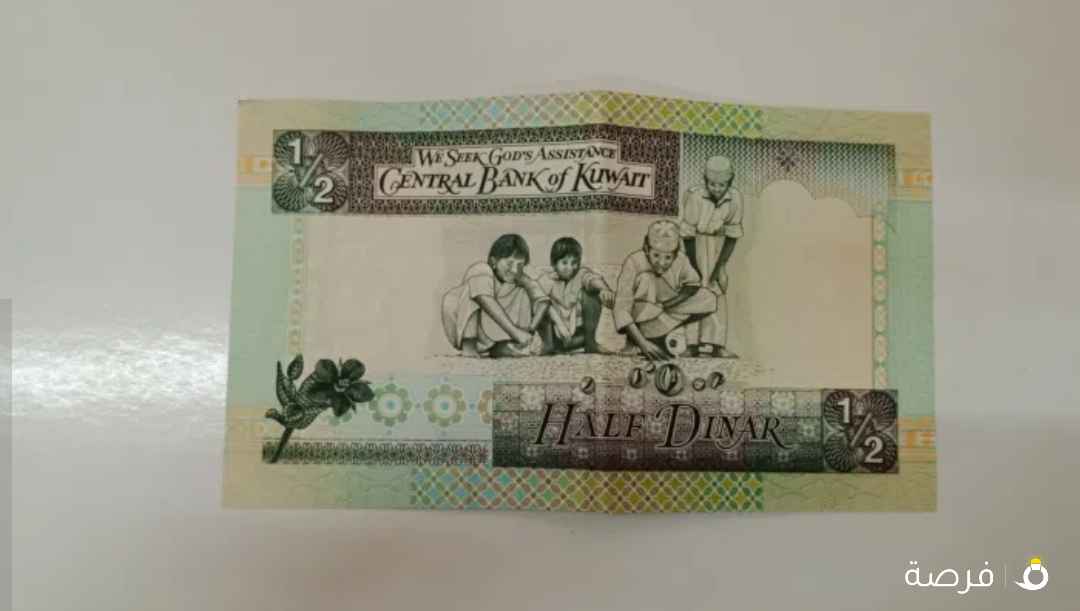 1/2
WE SEEK GOD'S ASSISTANCE
CENTRAL BANK of KUWAIT
HALF DINAR
1/2
فرصة